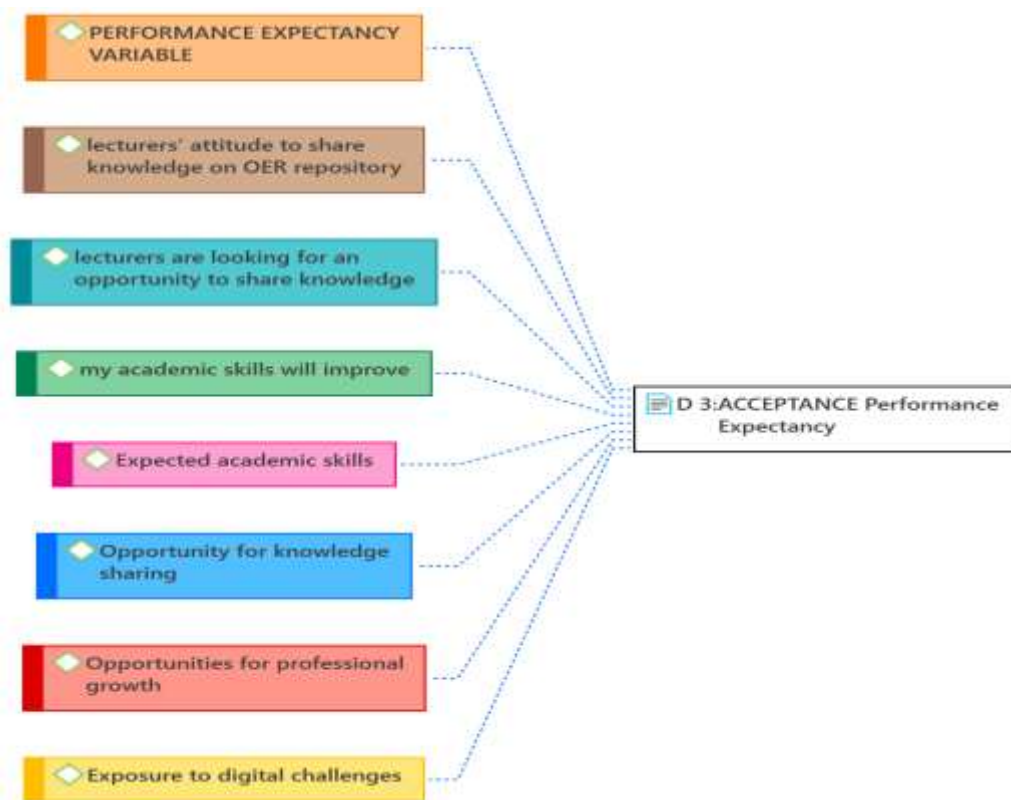 PERFORMANCE EXPECTANCY
VARIABLE
lecturers' attitude to share
knowledge on OER repository
lecturers are looking for an
opportunity to share knowledge
my academic skills will improve
Expected academic skills
Opportunity for knowledge
sharing
Opportunities for professional
growth
Exposure to digital challenges
D 3:ACCEPTANCE Performance
Expectancy